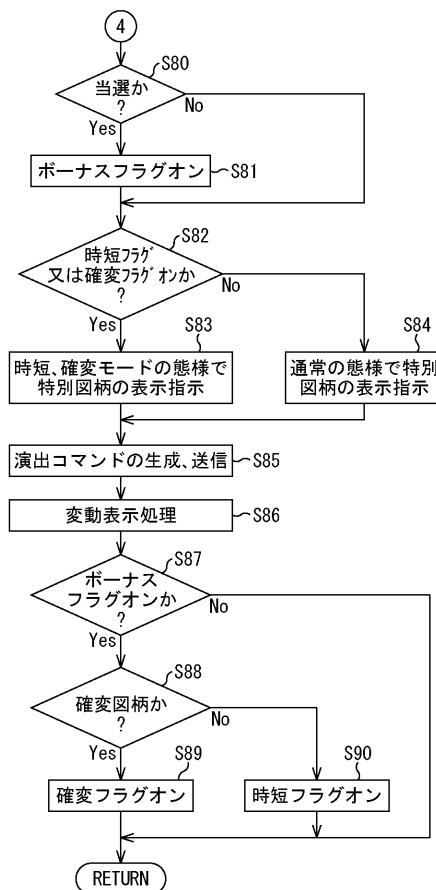 4
S80
当選か
?
No
Yes
ボーナスフラグオン
S81
S82
時短フラグ
又は確変フラグオンか
?
No
Yes
S83
時短、確変モードの態様で
特別図柄の表示指示
S84
通常の態様で特別
図柄の表示指示
演出コマンドの生成、送信
S85
変動表示処理
S86
S87
ボーナス
フラグオンか
?
No
Yes
S88
確変図柄か
?
No
Yes
S89
確変フラグオン
S90
時短フラグオン
RETURN